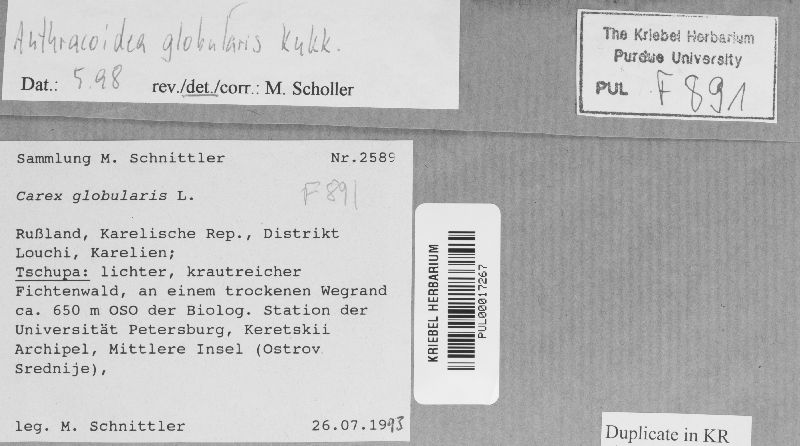 Anthracoidea globularis Kukk.
Dat.: 5.98 rev./det./corr.: M. Scholler
The Kriebel Herbarium
Purdue University
PUL F891
Sammlung M. Schnittler Nr.2589
Carex globularis L.
F891
Rußland, Karelische Rep., Distrikt
Louchi, Karelien;
Tschupa: lichter, krautreicher
Fichtenwald, an einem trockenen Wegrand
ca. 650 m OSO der Biolog. Station der
Universität Petersburg, Keretskii
Archipel, Mittlere Insel (Ostrov
Srednije),
leg. M. Schnittler 26.07.1993
KRIEBEL HERBARIUM
PUL00017267
Duplicate in KR